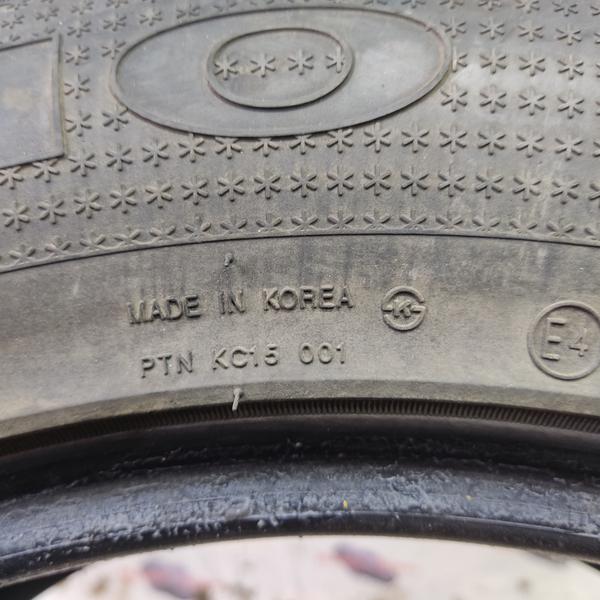 O
MADE IN KOREA K
PTN KC15 001
E4